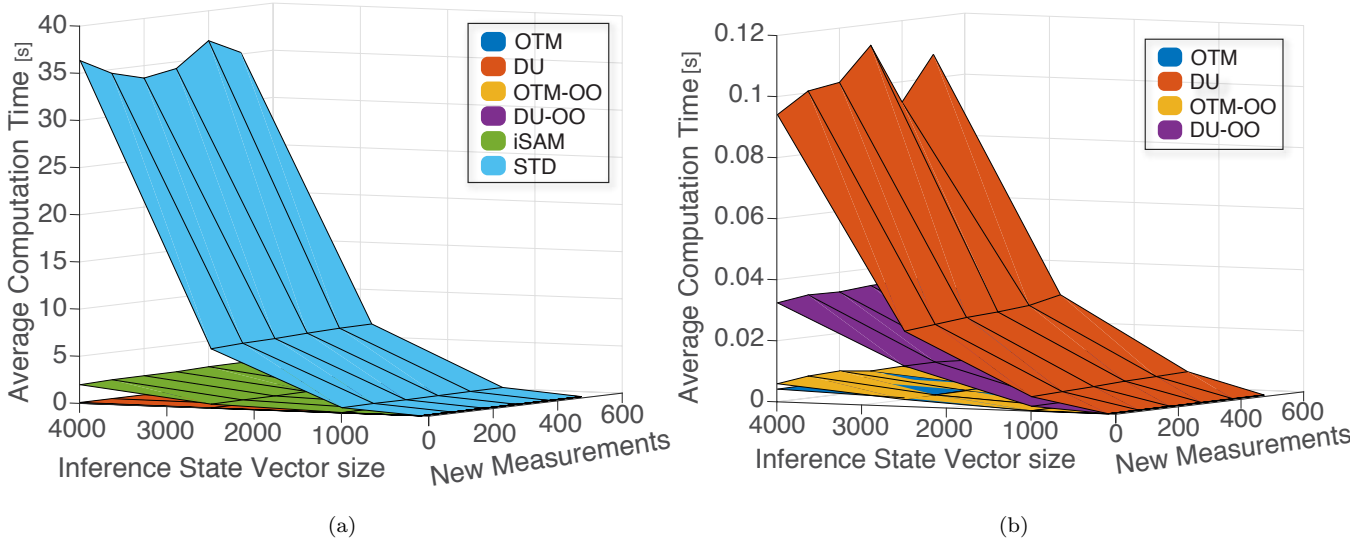 40
35
30
25
20
15
10
5
0
Average Computation Time [s]
OTM
DU
OTM-OO
DU-OO
iSAM
STD
4000
3000
2000
1000
0
200
400
600
Inference State Vector size
New Measurements
(a)
0.12
0.1
0.08
0.06
0.04
0.02
0
Average Computation Time [s]
OTM
DU
OTM-OO
DU-OO
4000
3000
2000
1000
0
200
400
600
Inference State Vector size
New Measurements
(b)